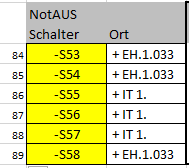 NotAUS
Schalter Ort
84 -S53 + EH.1.033
85 -S54 + EH.1.033
86 -S55 + IT 1.
87 -S56 + IT 1.
88 -S57 + IT 1.
89 -S58 + EH.1.033